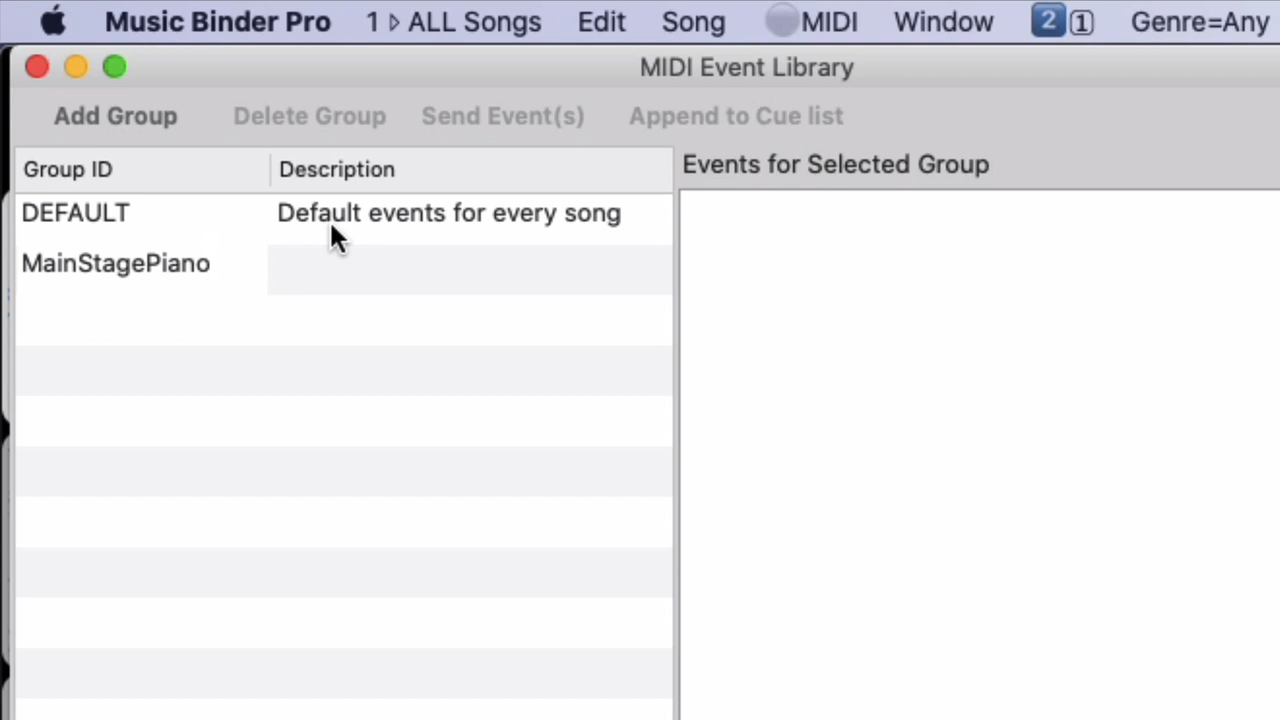 Music Binder Pro 1 ▹ ALL Songs Edit Song MIDI Window 2 1 Genre=Any
MIDI Event Library
Add Group Delete Group Send Event(s) Append to Cue list
Group ID Description
Events for Selected Group
DEFAULT Default events for every song
MainStagePiano